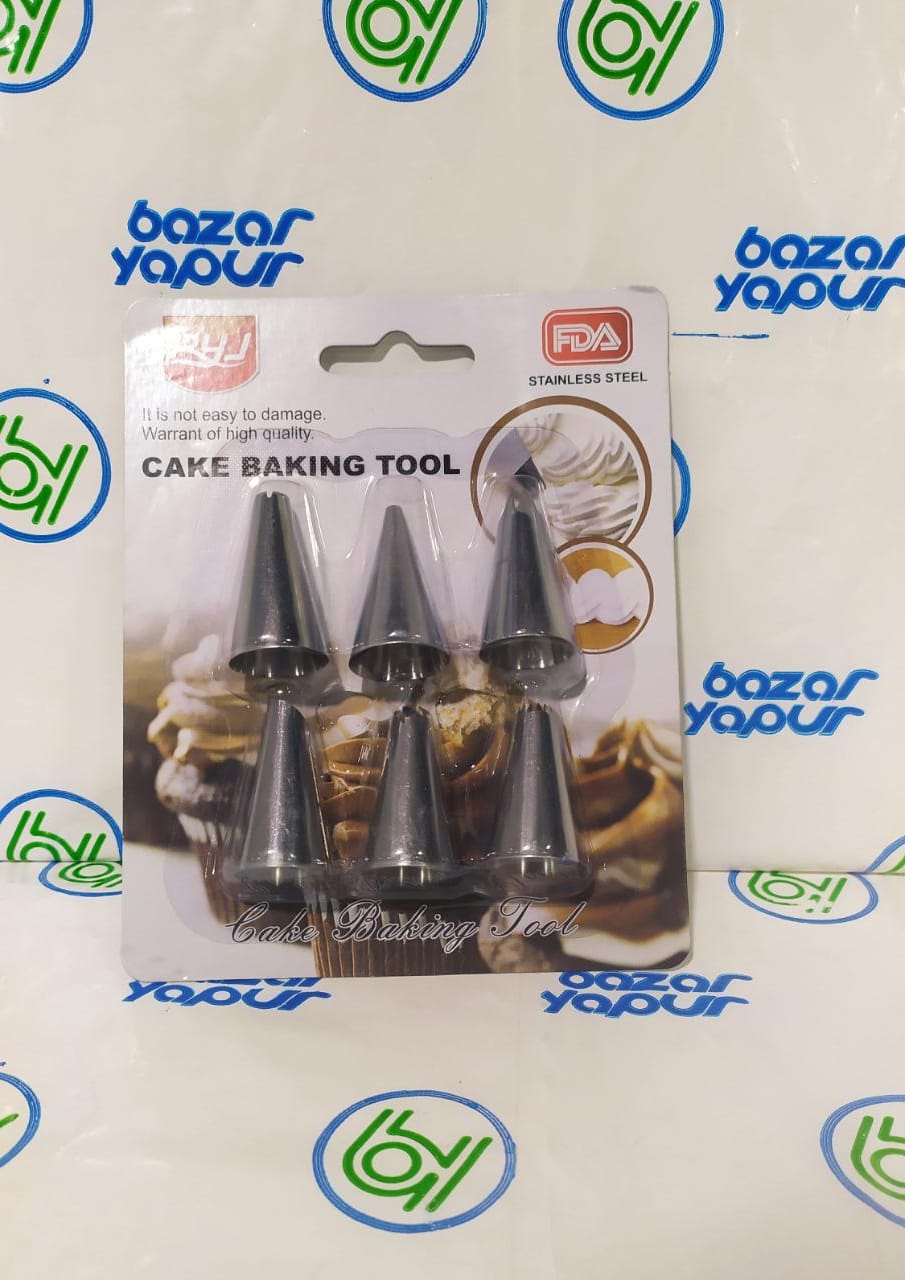 bazar
yapur
bazar
yapur
FDA
STAINLESS STEEL
It is not easy to damage.
Warrant of high quality.
CAKE BAKING TOOL
bazar
yapur
Cake Baking Tool
bazar
yapur
bazar
yapur